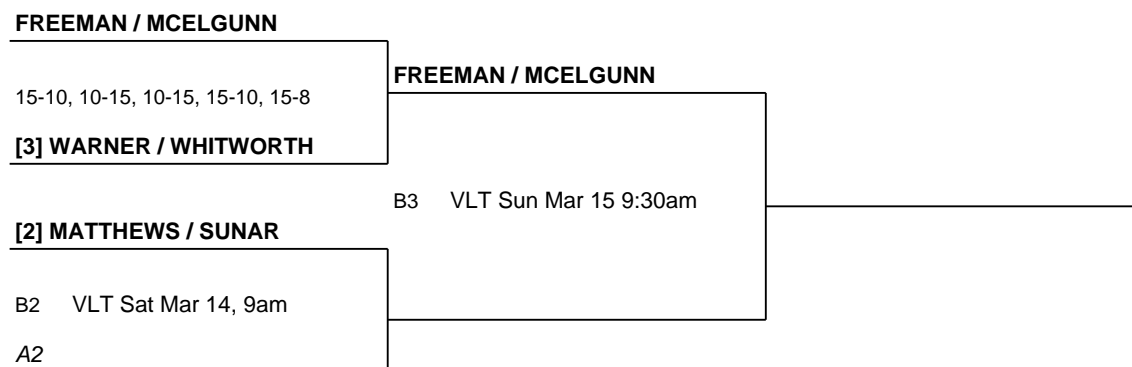 FREEMAN / MCELGUNN
FREEMAN / MCELGUNN
15-10, 10-15, 10-15, 15-10, 15-8
[3] WARNER / WHITWORTH
B3 VLT Sun Mar 15 9:30am
[2] MATTHEWS / SUNAR
B2 VLT Sat Mar 14, 9am
A2